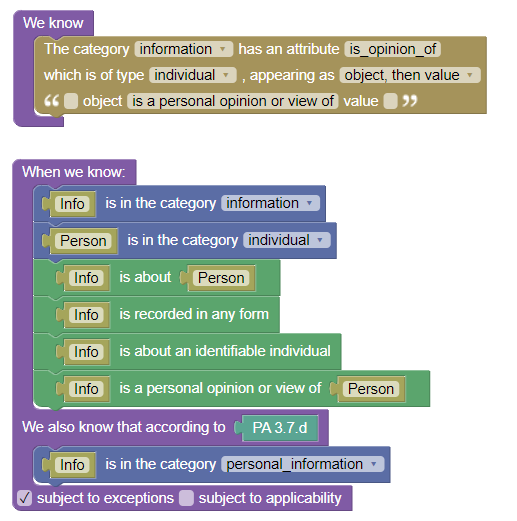 We know
The category information has an attribute is_opinion_of
which is of type individual , appearing as object, then value
“ object is a personal opinion or view of value ”
When we know:
Info is in the category information
Person is in the category individual
Info is about Person
Info is recorded in any form
Info is about an identifiable individual
Info is a personal opinion or view of Person
We also know that according to PA 3.7.d
Info is in the category personal_information
✓ subject to exceptions subject to applicability